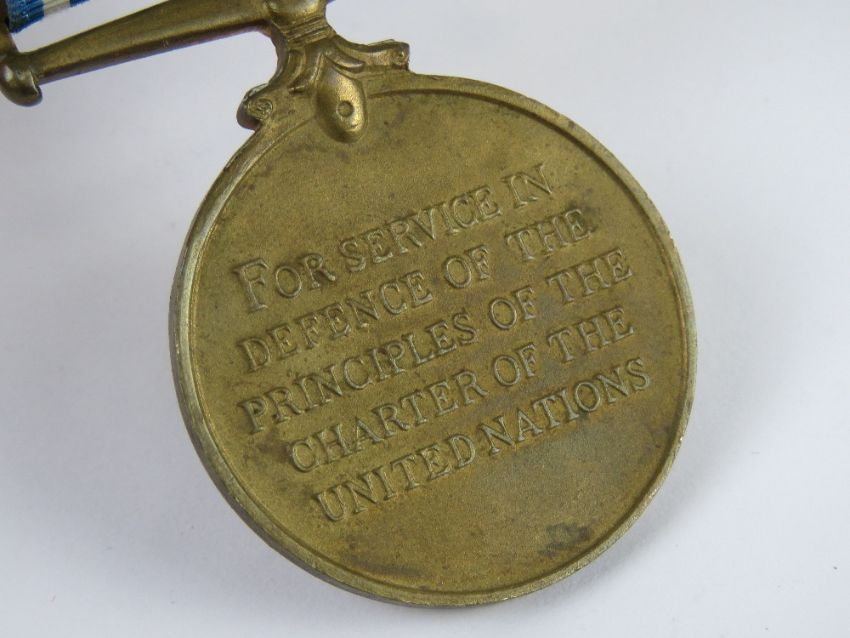 FOR SERVICE IN
DEFENCE OF THE
PRINCIPLES OF THE
CHARTER OF THE
UNITED NATIONS